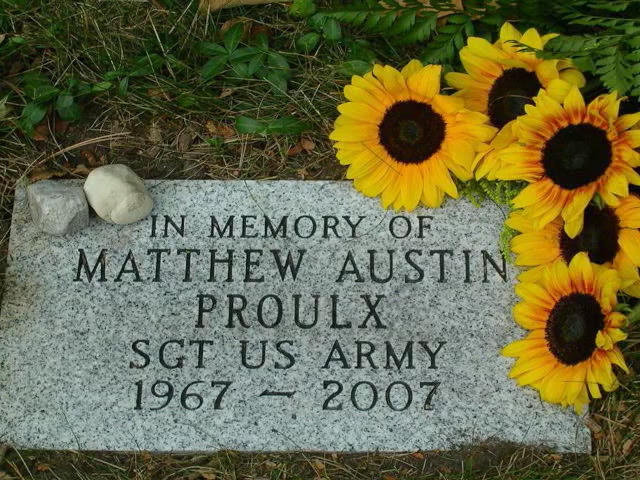 IN MEMORY OF
MATTHEW AUSTIN
PROULX
SGT US ARMY
1967 — 2007